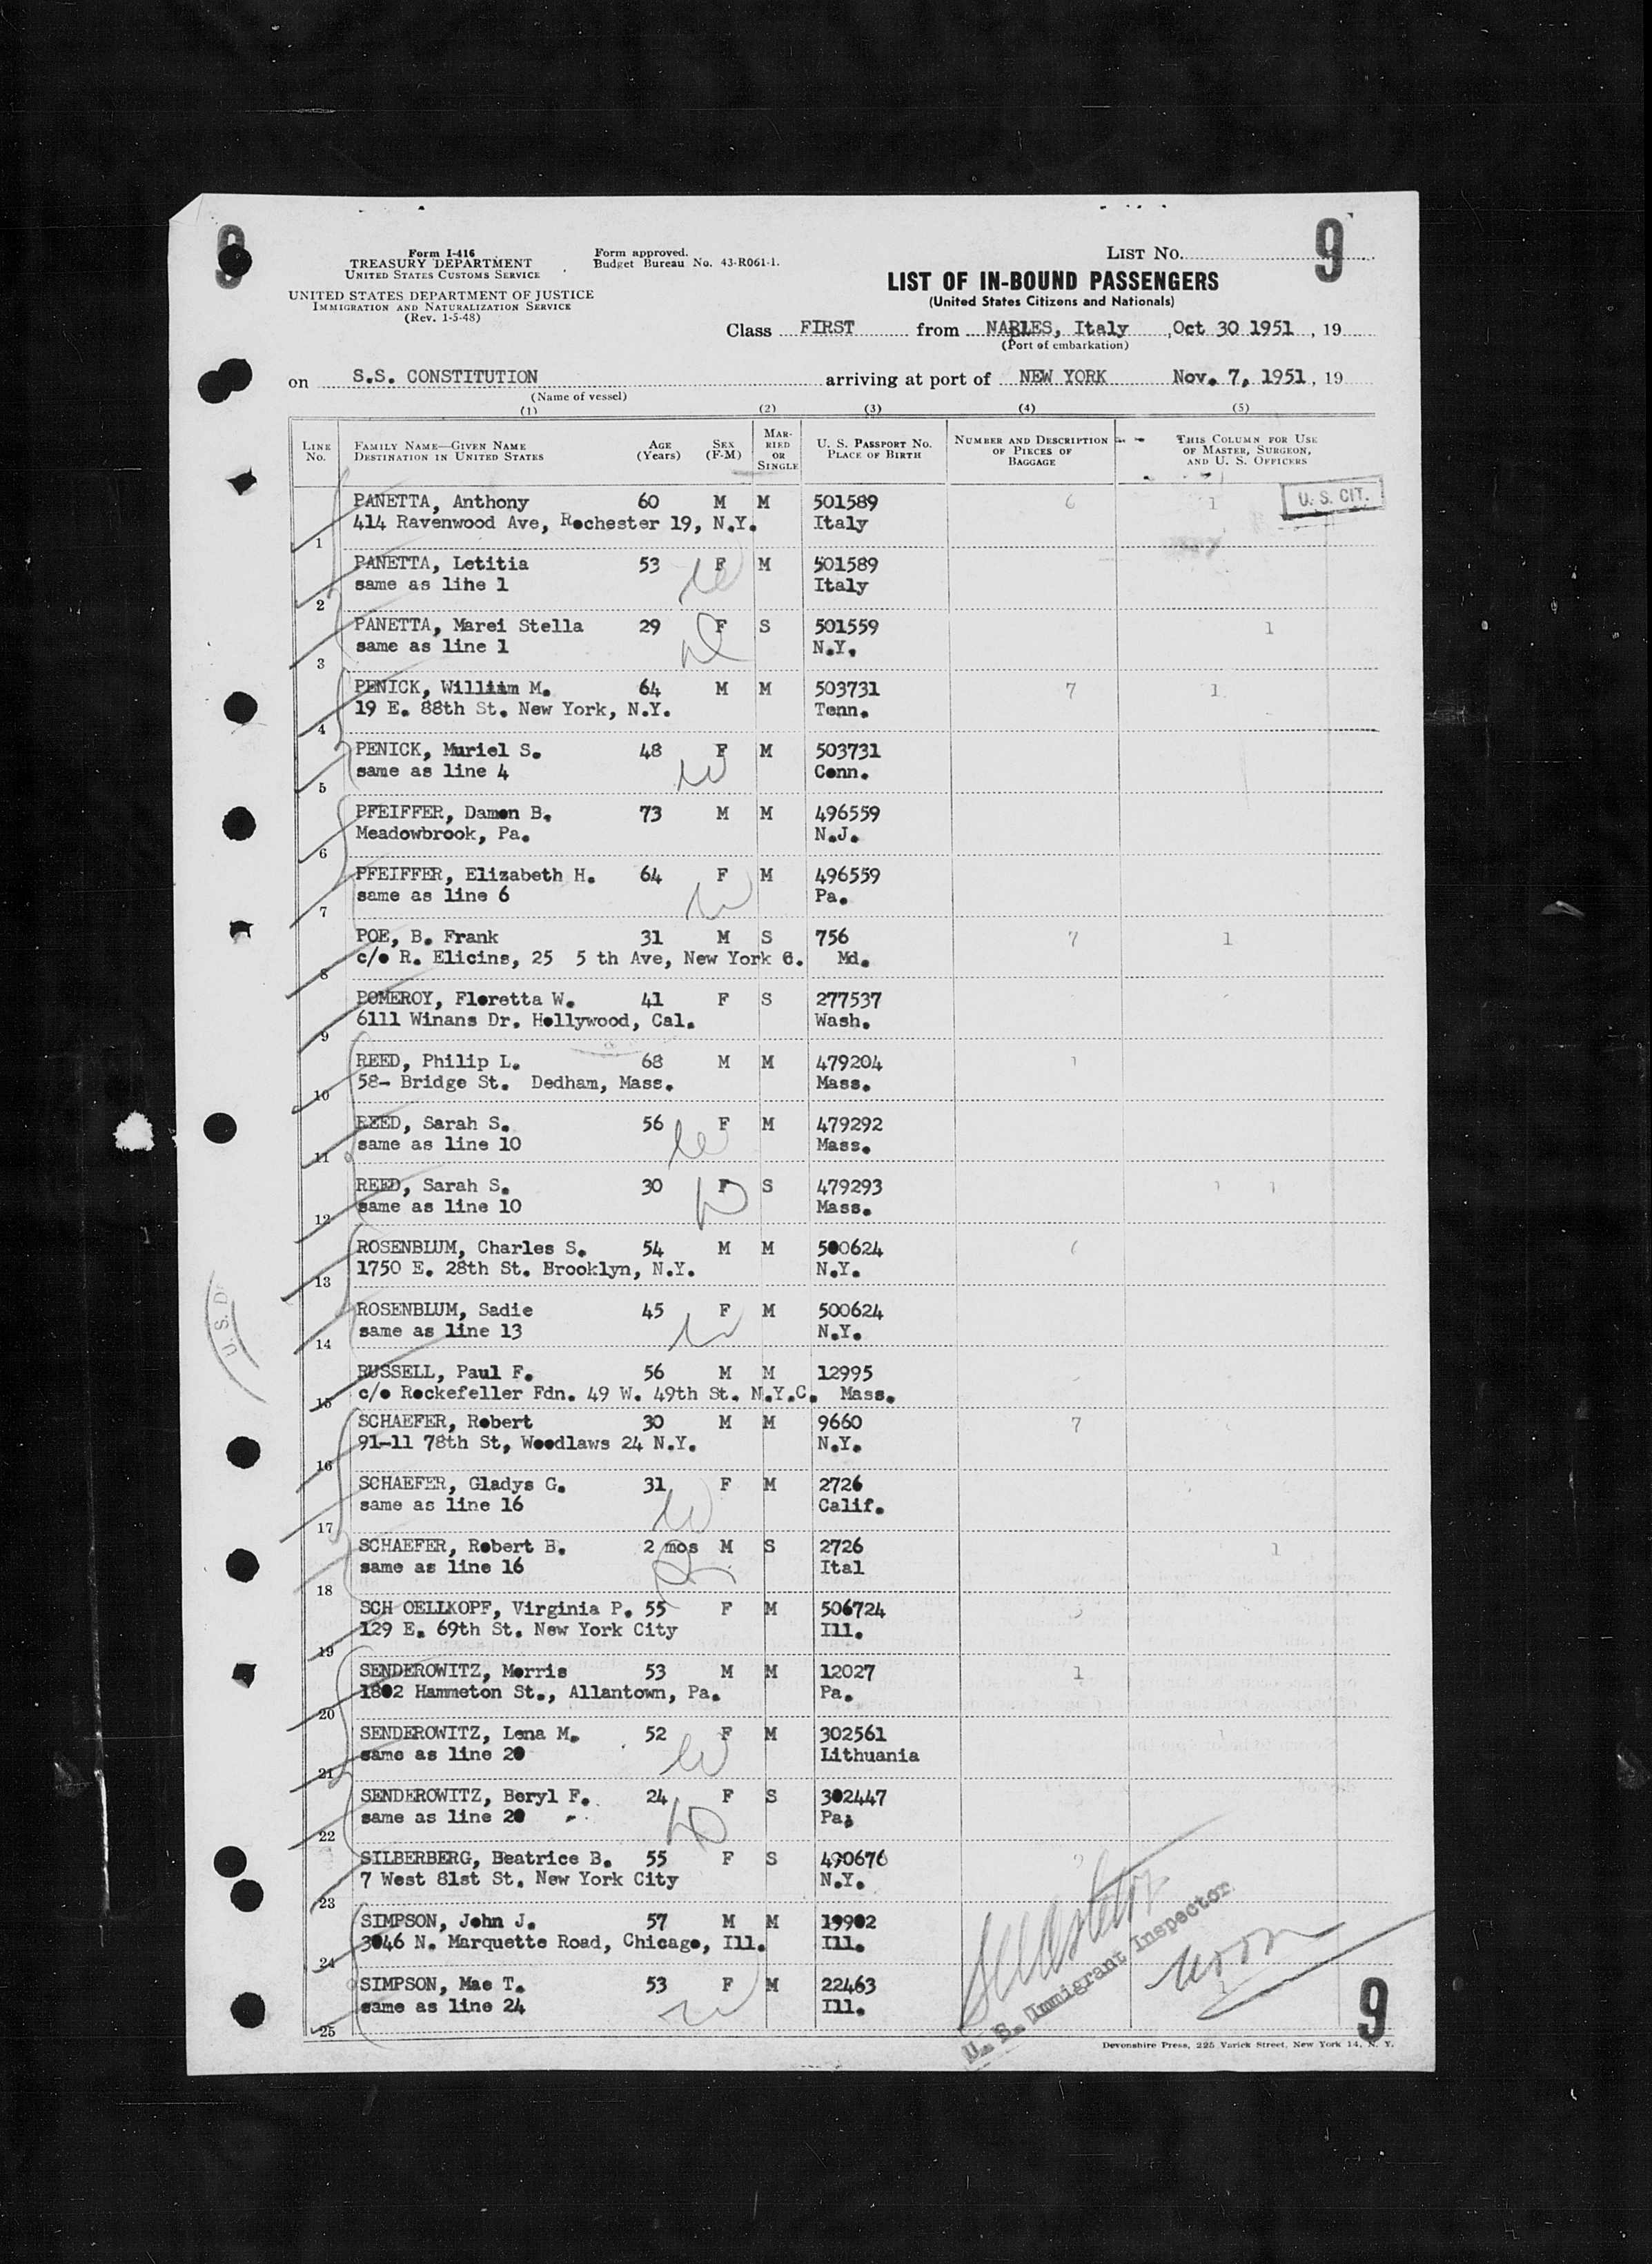 9
9
Form I-416
TREASURY DEPARTMENT
UNITED STATES CUSTOMS SERVICE
Form approved.
Budget Bureau No. 43-R061-1.
LIST NO.
UNITED STATES DEPARTMENT OF JUSTICE
IMMIGRATION AND NATURALIZATION SERVICE
(Rev. 1-5-48)
LIST OF IN-BOUND PASSENGERS
(United States Citizens and Nationals)
Class FIRST from NAPLES, Italy, Oct 30 1951, 19
(Port of embarkation)
on S.S. CONSTITUTION arriving at port of NEW YORK Nov. 7, 1951, 19
(Name of vessel)
(1) (2) (3) (4) (5)
LINE NO. FAMILY NAME—GIVEN NAME DESTINATION IN UNITED STATES AGE (Years) SEX (F-M) MARRIED OR SINGLE U. S. PASSPORT NO. PLACE OF BIRTH NUMBER AND DESCRIPTION OF PIECES OF BAGGAGE THIS COLUMN FOR USE OF MASTER, SURGEON, AND U. S. OFFICERS
PANETTA, Anthony 60 M M 501589 6 1 U. S. CIT.
1 414 Ravenwood Ave, Rochester 19, N.Y. Italy
PANETTA, Letitia 53 F M 501589
2 same as lihe 1 Italy
PANETTA, Marei Stella 29 F S 501559 1
3 same as line 1 N.Y.
PENICK, William M. 64 M M 503731 7 1
4 19 E. 88th St. New York, N.Y. Tenn.
PENICK, Muriel S. 48 F M 503731
5 same as line 4 Conn.
PFEIFFER, Damon B. 73 M M 496559
6 Meadowbrook, Pa. N.J.
PFEIFFER, Elizabeth H. 64 F M 496559
7 same as line 6 Pa.
POE, B. Frank 31 M S 756 7 1
8 c/o R. Elicins, 25 5 th Ave, New York 6. Md.
POMEROY, Floretta W. 41 F S 277537
9 6111 Winans Dr. Hollywood, Cal. Wash.
REED, Philip L. 68 M M 479204 1
10 58- Bridge St. Dedham, Mass. Mass.
REED, Sarah S. 56 F M 479292
11 same as line 10 Mass.
REED, Sarah S. 30 F S 479293 1 1
12 same as line 10 Mass.
ROSENBLUM, Charles S. 54 M M 500624
13 1750 E. 28th St. Brooklyn, N.Y. N.Y.
ROSENBLUM, Sadie 45 F M 500624
14 same as line 13 N.Y.
RUSSELL, Paul F. 56 M M 12995
15 c/o Rockefeller Fdn. 49 W. 49th St. N.Y.C. Mass.
SCHAEFER, Robert 30 M M 9660 7
16 91-11 78th St, Woodlaws 24 N.Y. N.Y.
SCHAEFER, Gladys G. 31 F M 2726
17 same as line 16 Calif.
SCHAEFER, Robert B. 2 mos M S 2726 1
18 same as line 16 Ital
SCH OELLKOPF, Virginia P. 55 F M 506724
19 129 E. 69th St. New York City Ill.
SENDEROWITZ, Morris 53 M M 12027 1
20 1802 Hammeton St., Allantown, Pa. Pa.
SENDEROWITZ, Lena M. 52 F M 302561
21 same as line 20 Lithuania
SENDEROWITZ, Beryl F. 24 F S 302447
22 same as line 20 Pa.
SILBERBERG, Beatrice B. 55 F S 490676
23 7 West 81st St. New York City N.Y.
SIMPSON, John J. 57 M M 19902
24 3046 N. Marquette Road, Chicago, Ill. Ill.
SIMPSON, Mae T. 53 F M 22463
25 same as line 24 Ill.
U. S. Immigrant Inspector
9
Devonshire Press, 225 Varick Street, New York 14, N. Y.